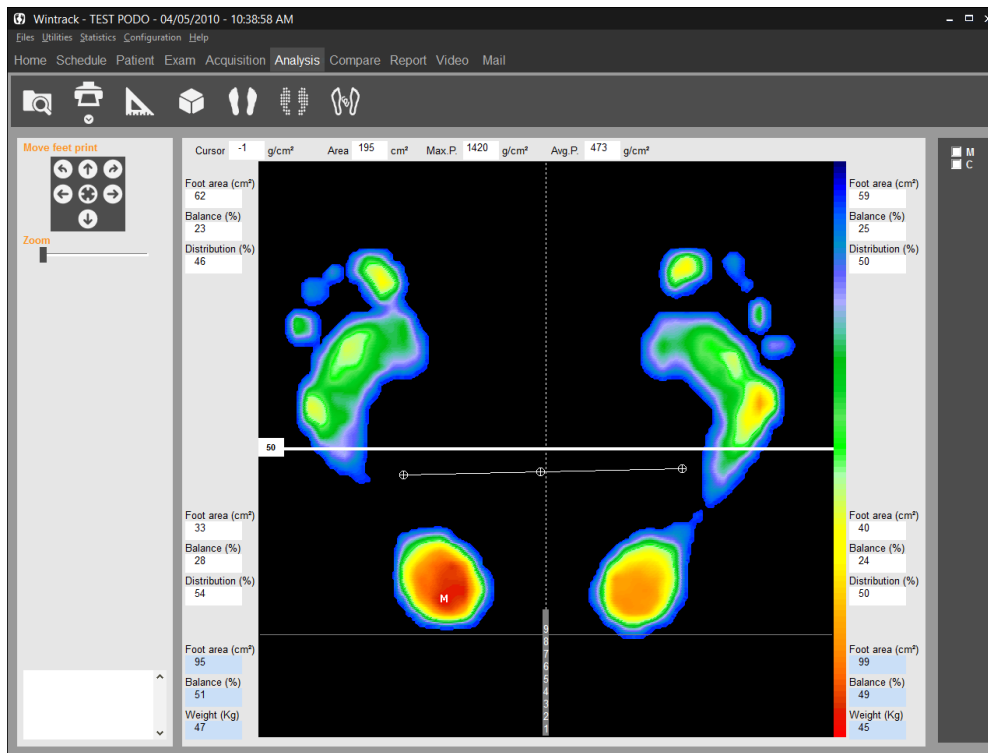 Wintrack - TEST PODO - 04/05/2010 - 10:38:58 AM
Files Utilities Statistics Configuration Help
Home Schedule Patient Exam Acquisition Analysis Compare Report Video Mail
Move feet print
Zoom
Cursor -1 g/cm² Area 195 cm² Max.P. 1420 g/cm² Avg.P. 473 g/cm²
Foot area (cm²)
62
Balance (%)
23
Distribution (%)
46
50
Foot area (cm²)
33
Balance (%)
28
Distribution (%)
54
Foot area (cm²)
95
Balance (%)
51
Weight (Kg)
47
M
9
8
7
6
5
4
3
2
1
Foot area (cm²)
59
Balance (%)
25
Distribution (%)
50
Foot area (cm²)
40
Balance (%)
24
Distribution (%)
50
Foot area (cm²)
99
Balance (%)
49
Weight (Kg)
45
M
C